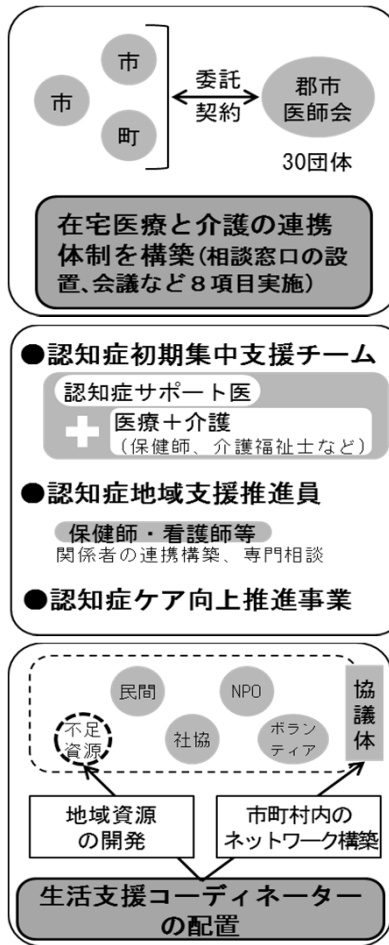 市
市
町
委託
契約
郡市
医師会
30団体
在宅医療と介護の連携
体制を構築(相談窓口の設
置、会議など8項目実施)
●認知症初期集中支援チーム
認知症サポート医
医療+介護
(保健師、介護福祉士など)
●認知症地域支援推進員
保健師・看護師等
関係者の連携構築、専門相談
●認知症ケア向上推進事業
民間
NPO
不足
資源
社協
ボラン
ティア
協議体
地域資源
の開発
市町村内の
ネットワーク構築
生活支援コーディネーター
の配置